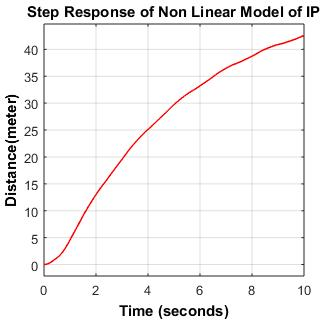 Step Response of Non Linear Model of IP
Distance(meter)
40
35
30
25
20
15
10
5
0
0 2 4 6 8 10
Time (seconds)